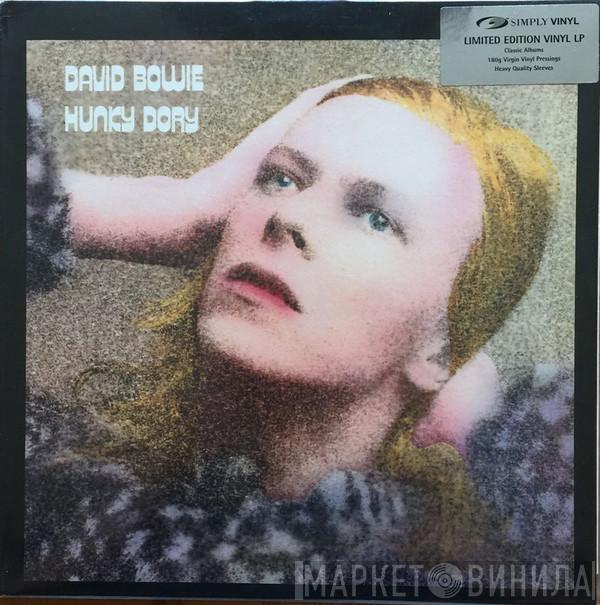 DAVID BOWIE
HUNKY DORY
SIMPLY VINYL
LIMITED EDITION VINYL LP
Classic Albums
180g Virgin Vinyl Pressings
Heavy Quality Sleeves
МАРКЕТ ВИНИЛА